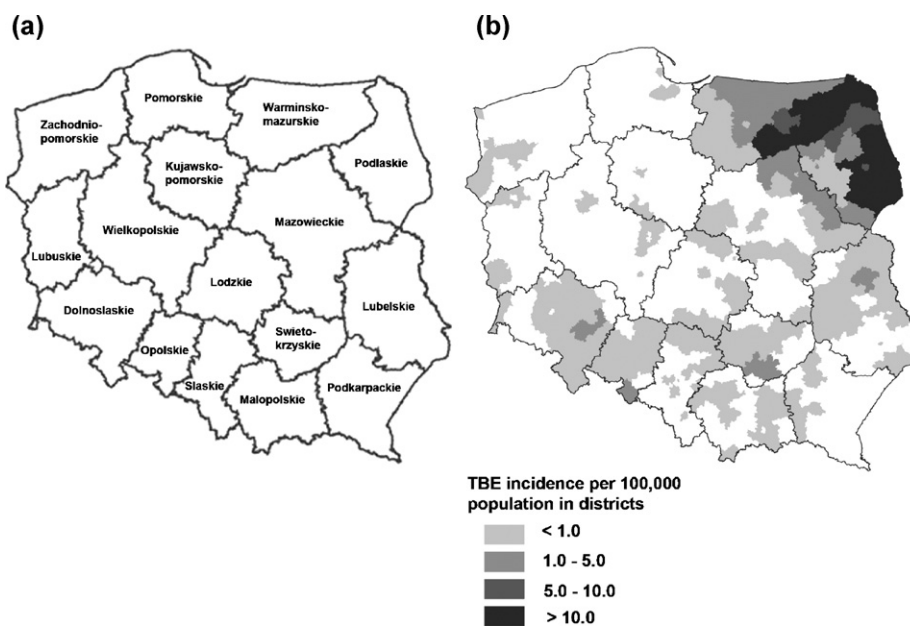 (a)
(b)
Pomorskie
Warminsko-
mazurskie
Zachodnio-
pomorskie
Kujawsko-
pomorskie
Podlaskie
Mazowieckie
Wielkopolskie
Lubuskie
Lodzkie
Dolnoslaskie
Lubelskie
Swieto-
krzyskie
Opolskie
Slaskie
Malopolskie
Podkarpackie
TBE incidence per 100,000
population in districts
< 1.0
1.0 - 5.0
5.0 - 10.0
> 10.0